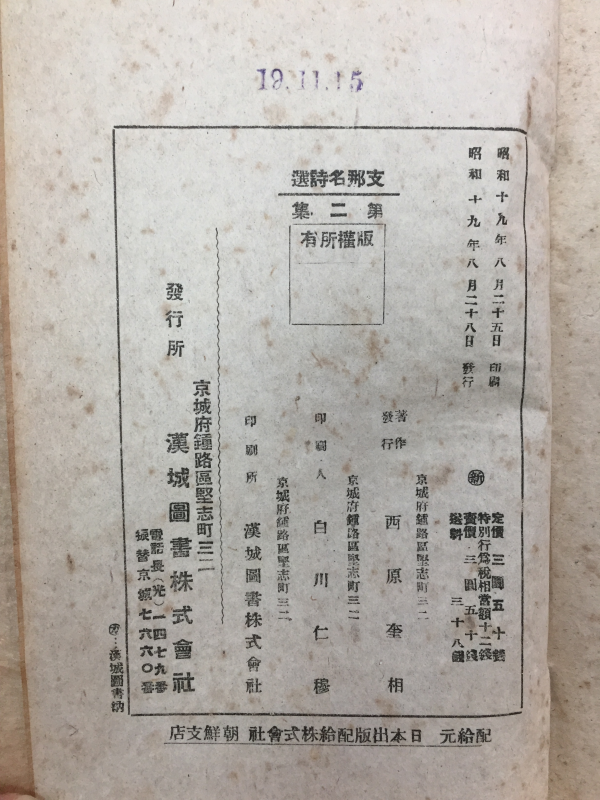 19.11.15
昭和十九年八月二十五日 印刷
昭和十九年八月二十八日 發行
支那名詩選
第二集
版權所有
㊟新
定價 三圓五十錢
特別行爲稅相當額十二錢
賣價 三圓五十錢
送料 三十八錢
京城府鍾路區堅志町三二
著作
發行 西原奎相
京城府鍾路區堅志町三二
印刷人 白川仁穆
京城府鍾路區堅志町三二
印刷所 漢城圖書株式會社
京城府鍾路區堅志町三二
發行所 漢城圖書株式會社
電話長(光)一四七九番
振替京城七六六〇番
漢城圖書納
配給元 日本出版配給株式會社 朝鮮支店